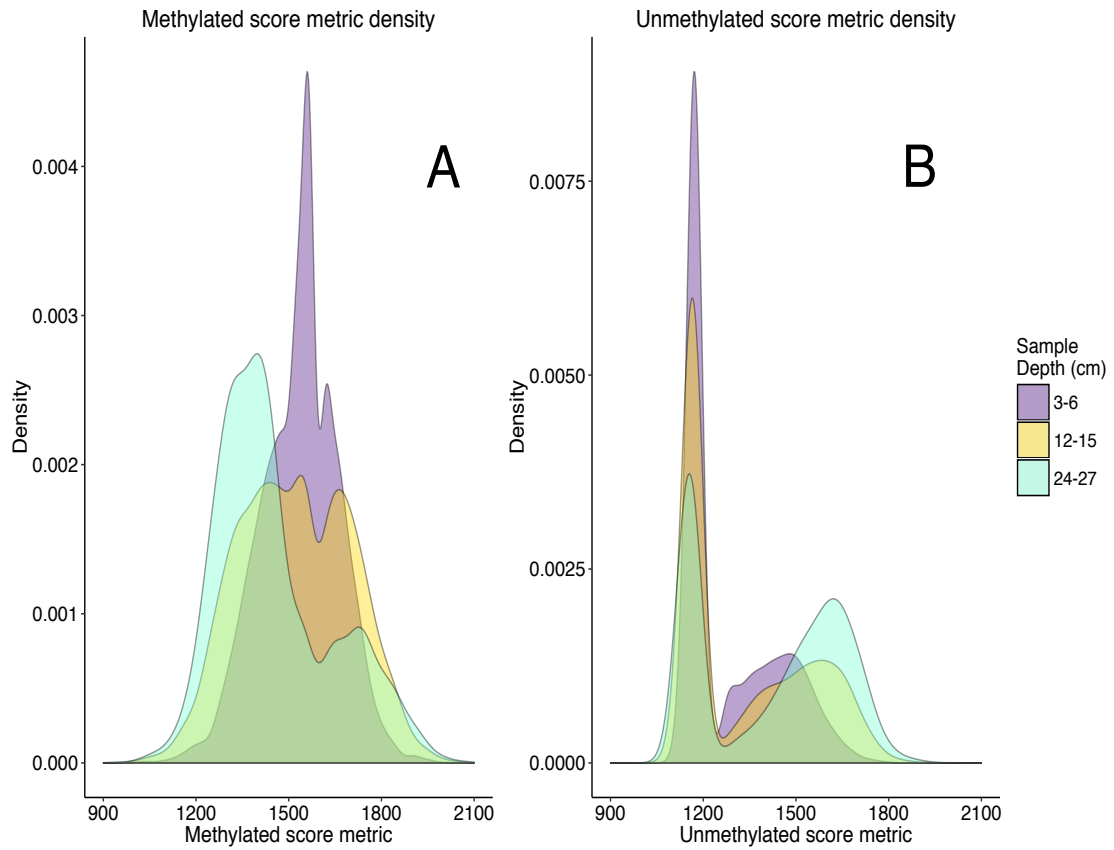 Methylated score metric density
A
Density
0.004
0.003
0.002
0.001
0.000
900 1200 1500 1800 2100
Methylated score metric
Unmethylated score metric density
B
Density
0.0075
0.0050
0.0025
0.0000
900 1200 1500 1800 2100
Unmethylated score metric
Sample
Depth (cm)
3-6
12-15
24-27